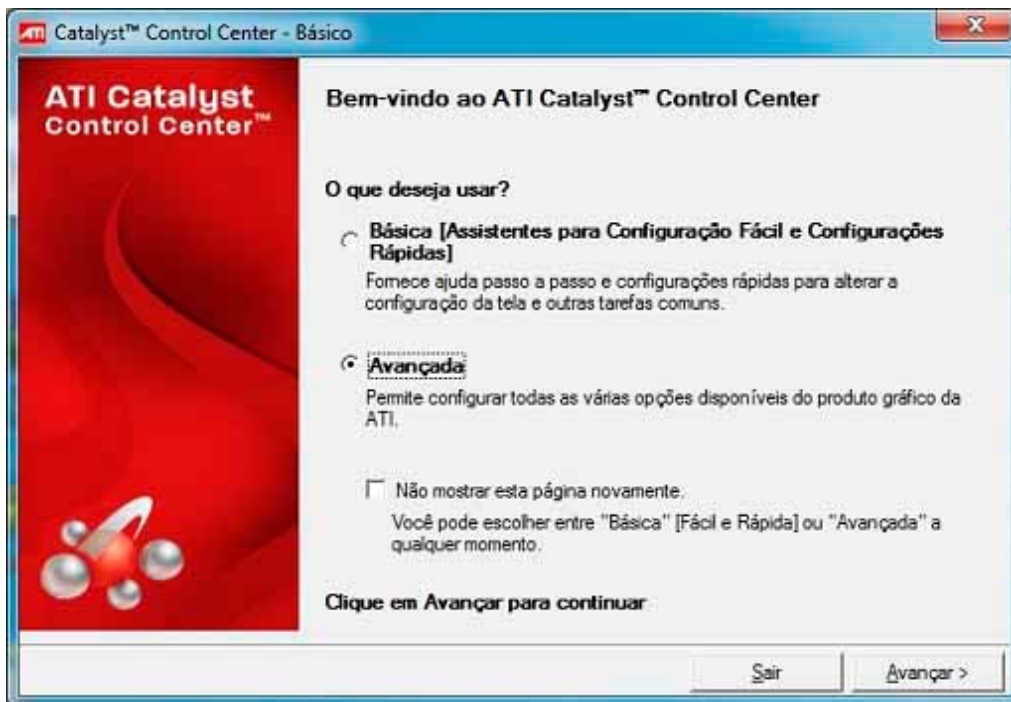 ATI Catalyst™ Control Center - Básico
ATI Catalyst
Control Center™
Bem-vindo ao ATI Catalyst™ Control Center
O que deseja usar?
Básica [Assistentes para Configuração Fácil e Configurações
Rápidas]
Fornece ajuda passo a passo e configurações rápidas para alterar a
configuração da tela e outras tarefas comuns.
Avançada
Permite configurar todas as várias opções disponíveis do produto gráfico da
ATI.
Não mostrar esta página novamente.
Você pode escolher entre "Básica" [Fácil e Rápida] ou "Avançada" a
qualquer momento.
Clique em Avançar para continuar
Sair
Avançar >